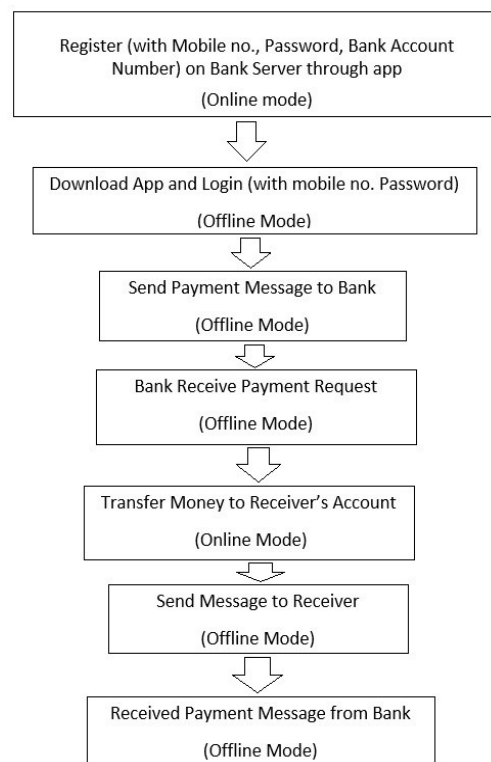 Register (with Mobile no., Password, Bank Account
Number) on Bank Server through app
(Online mode)
Download App and Login (with mobile no. Password)
(Offline Mode)
Send Payment Message to Bank
(Offline Mode)
Bank Receive Payment Request
(Offline Mode)
Transfer Money to Receiver's Account
(Online Mode)
Send Message to Receiver
(Offline Mode)
Received Payment Message from Bank
(Offline Mode)